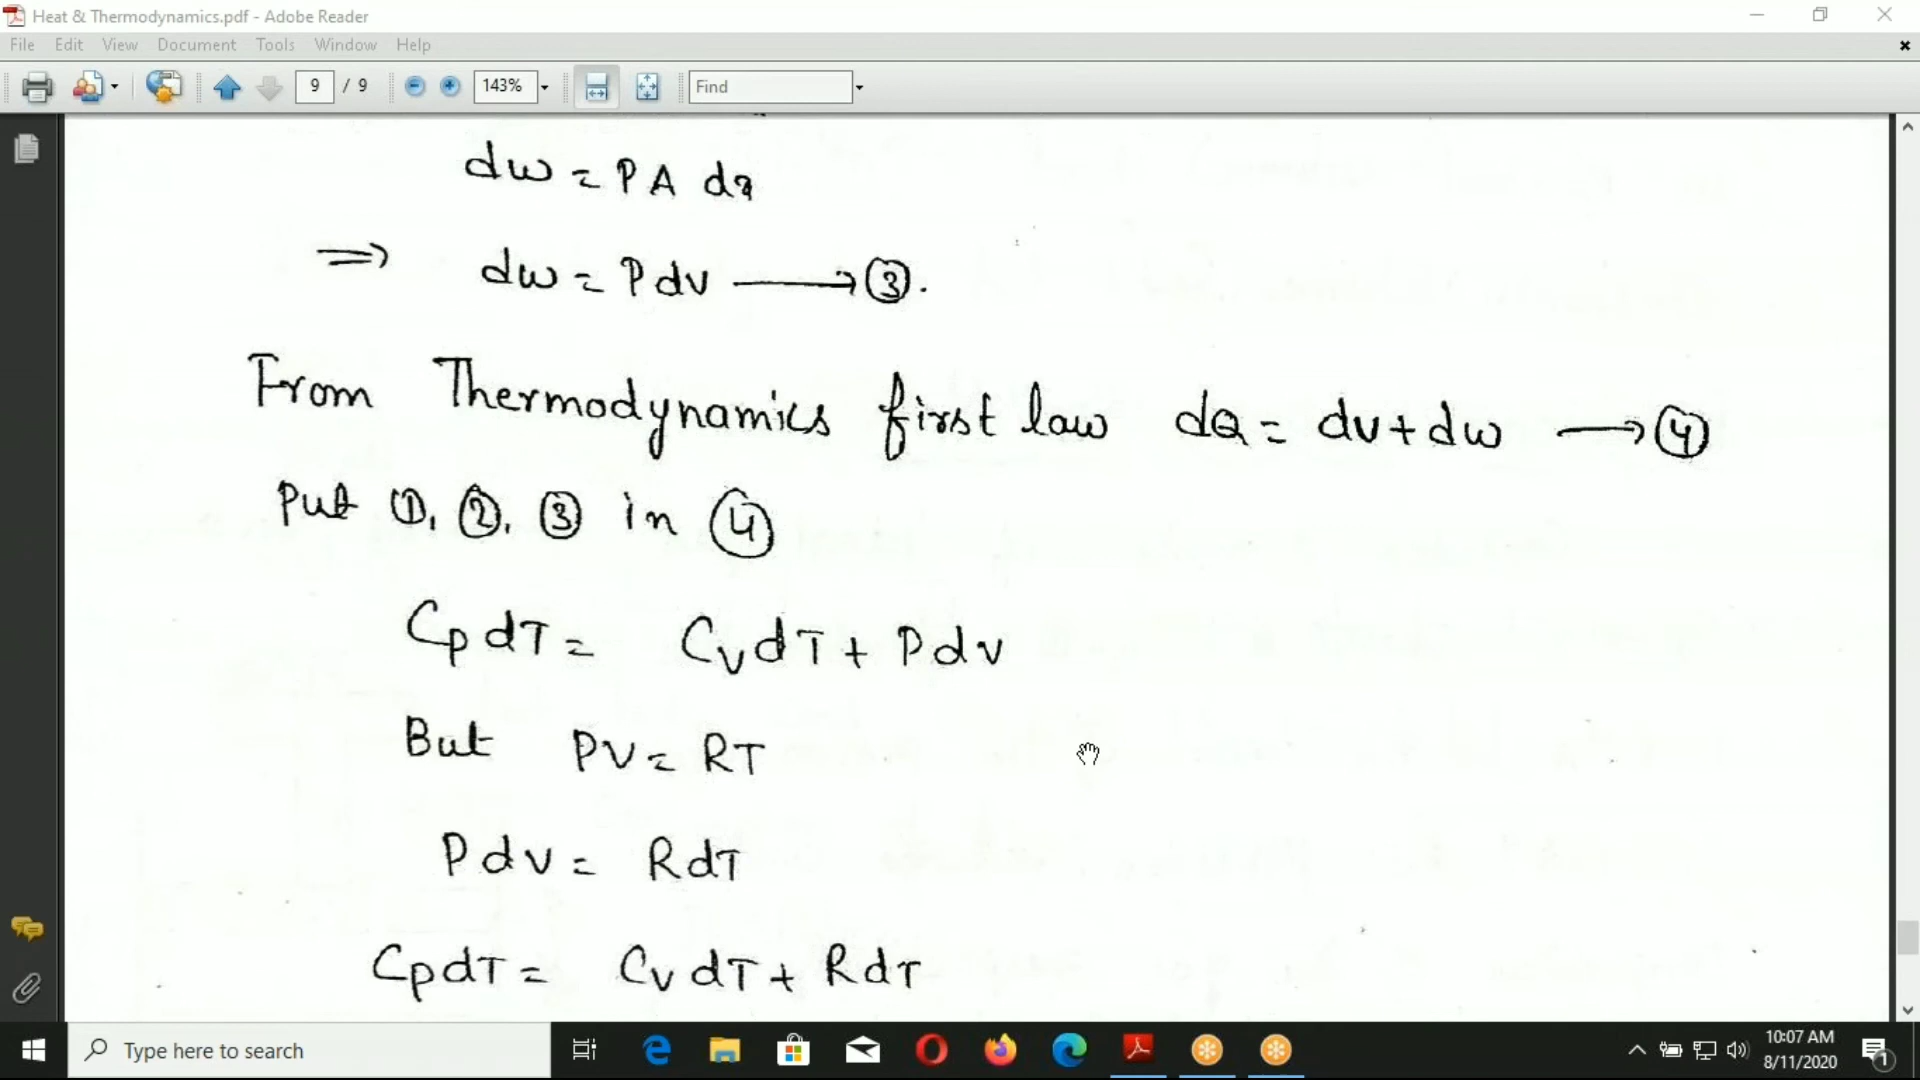 Heat & Thermodynamics.pdf - Adobe Reader
File Edit View Document Tools Window Help
9 / 9 143% Find
dw = PA dx
⇒ dw = Pdv ⟶ ③.
From Thermodynamics first law dQ = dv + dw ⟶ ④
Put ①, ②, ③ in ④
CpdT = CvdT + Pdv
But PV = RT
Pdv = RdT
CpdT = CvdT + RdT
Type here to search
10:07 AM
8/11/2020
1